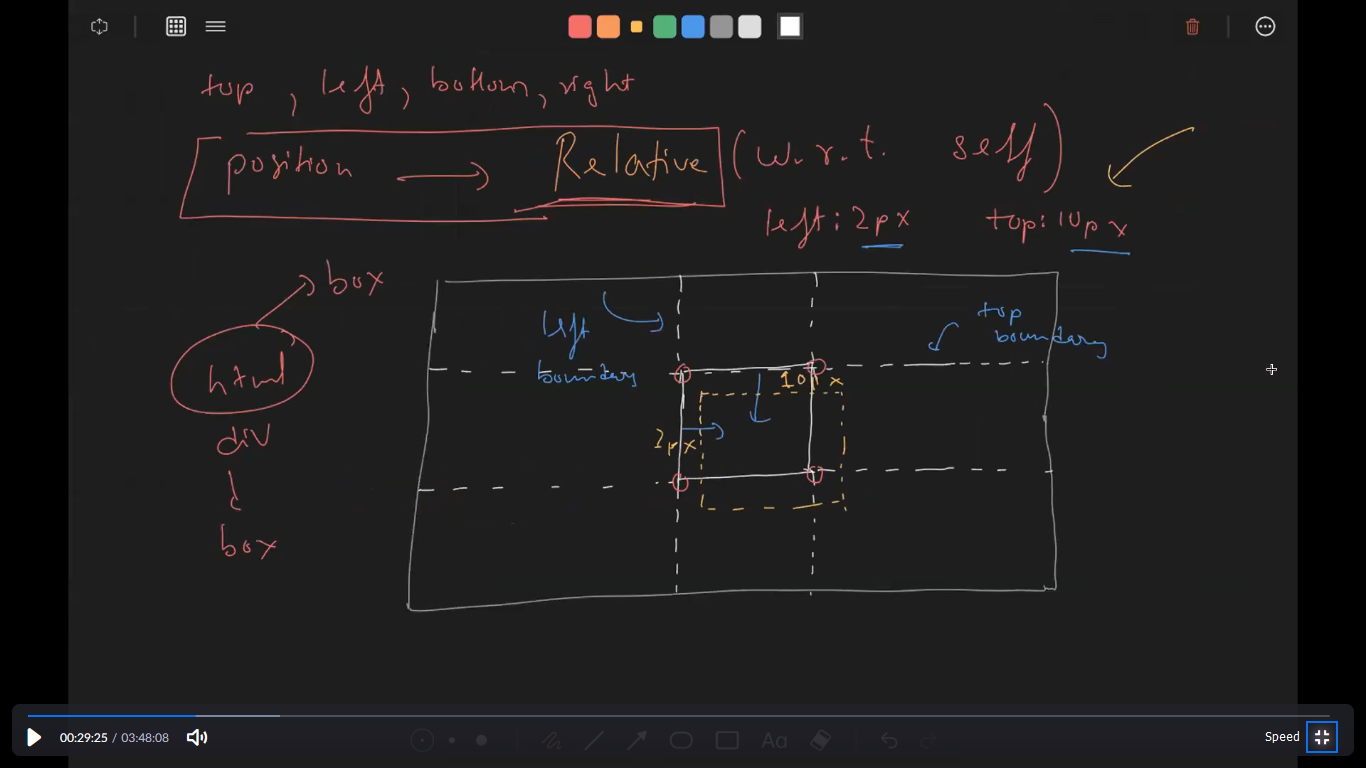 top, left, bottom, right
position → Relative (w.r.t. self)
left: 2px top: 10px
box
html
div
box
left
boundary
top
boundary
10px
2px
00:29:25 / 03:48:08
Speed
Aa